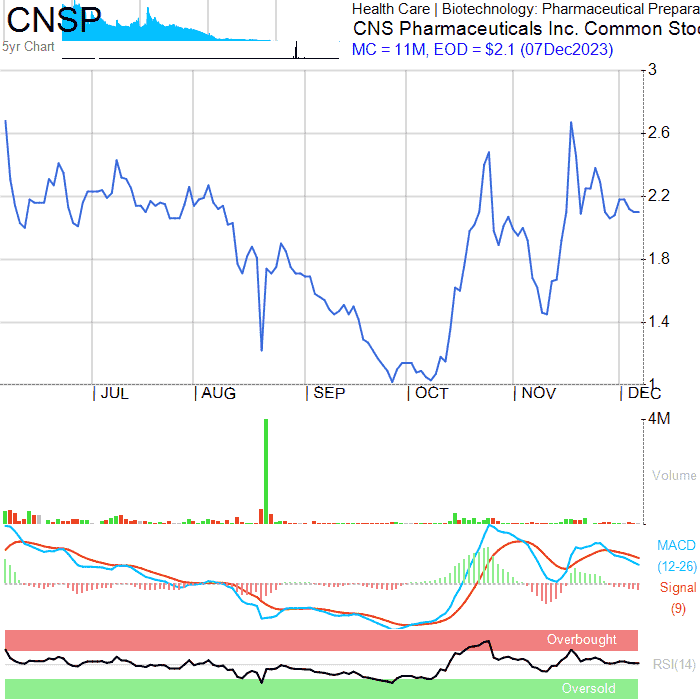 CNSP
5yr Chart
Health Care | Biotechnology: Pharmaceutical Prepara
CNS Pharmaceuticals Inc. Common Stoc
MC = 11M, EOD = $2.1 (07Dec2023)
3
2.6
2.2
1.8
1.4
1
JUL AUG SEP OCT NOV DEC
4M
Volume
MACD
(12-26)
Signal
(9)
Overbought
RSI(14)
Oversold